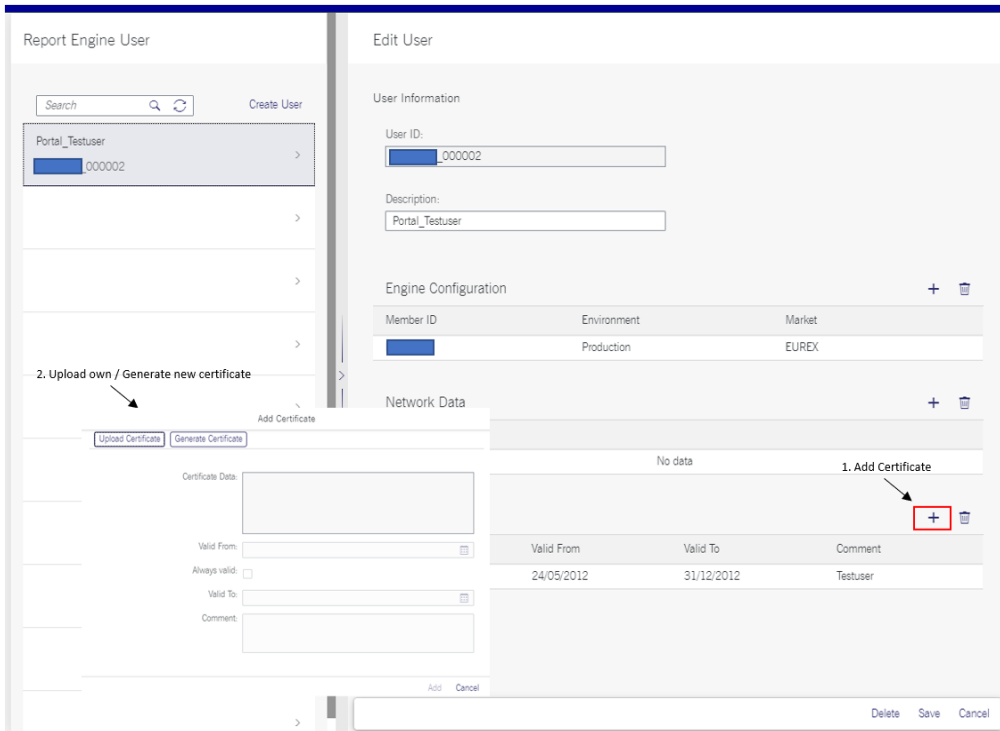 Report Engine User
Search
Create User
Portal_Testuser
_000002
Edit User
User Information
User ID:
_000002
Description:
Portal_Testuser
Engine Configuration
Member ID Environment Market
Production EUREX
Network Data
No data
1. Add Certificate
Valid From Valid To Comment
24/05/2012 31/12/2012 Testuser
2. Upload own / Generate new certificate
Add Certificate
Upload Certificate Generate Certificate
Certificate Data:
Valid From:
Always valid:
Valid To:
Comment:
Add Cancel
Delete Save Cancel